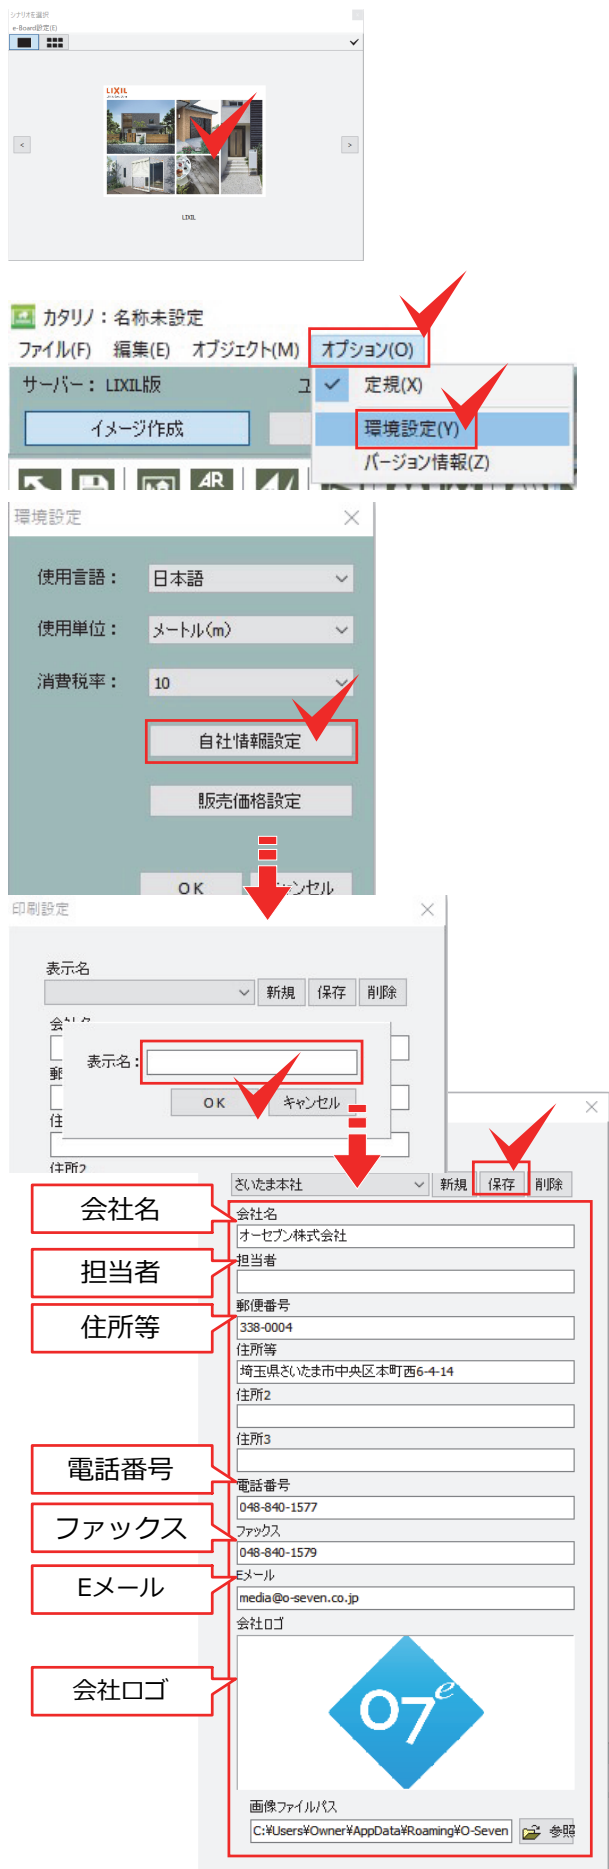 シナリオを選択
e-Board設定(E)
LIXIL
<
>
LIXIL
カタリノ：名称未設定
ファイル(F) 編集(E) オブジェクト(M) オプション(O)
サーバー： LIXIL版
ユ
定規(X)
イメージ作成
環境設定(Y)
バージョン情報(Z)
AR
環境設定
使用言語： 日本語
使用単位： メートル(m)
消費税率： 10
自社情報設定
販売価格設定
OK
キャンセル
印刷設定
表示名
新規 保存 削除
会社名
表示名：
郵
OK キャンセル
住
住所2
さいたま本社 新規 保存 削除
会社名
会社名
オーセブン株式会社
担当者
担当者
住所等
郵便番号
338-0004
住所等
埼玉県さいたま市中央区本町西6-4-14
住所2
住所3
電話番号
電話番号
048-840-1577
ファックス
ファックス
048-840-1579
Eメール
Eメール
media@o-seven.co.jp
会社ロゴ
会社ロゴ
07e
画像ファイルパス
C:¥Users¥Owner¥AppData¥Roaming¥O-Seven 参照